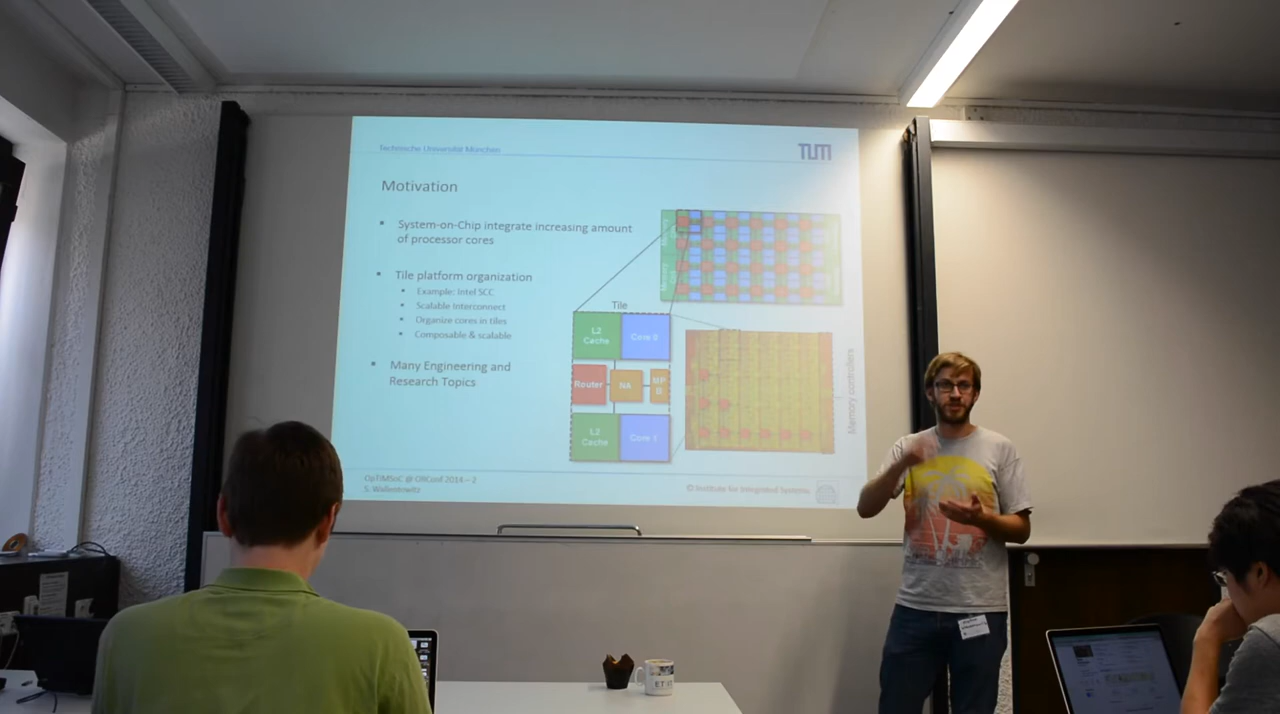 Technische Universität München
TUM
Motivation
System-on-Chip integrate increasing amount
of processor cores
Tile platform organization
Example: Intel SCC
Scalable Interconnect
Organize cores in tiles
Composable & scalable
Many Engineering and
Research Topics
Tile
L2
Cache
Core 0
Router
NA
MP
B
L2
Cache
Core 1
Memory controllers
OpTiMSoC @ ORConf 2014 – 2
S. Wallentowitz
© Institute for Integrated Systems